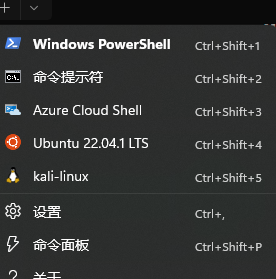 Windows PowerShell Ctrl+Shift+1
命令提示符 Ctrl+Shift+2
Azure Cloud Shell Ctrl+Shift+3
Ubuntu 22.04.1 LTS Ctrl+Shift+4
kali-linux Ctrl+Shift+5
设置 Ctrl+,
命令面板 Ctrl+Shift+P
关于